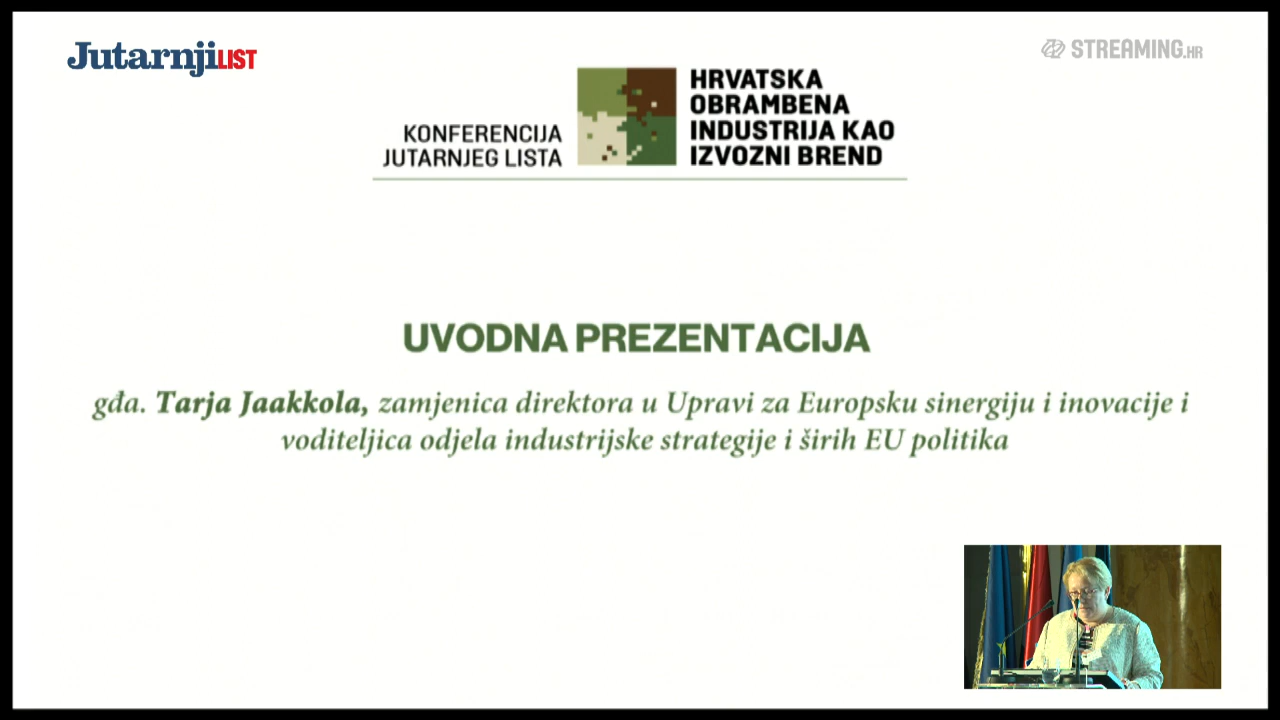 JutarnjiLIST
STREAMING.HR
KONFERENCIJA
JUTARNJEG LISTA
HRVATSKA
OBRAMBENA
INDUSTRIJA KAO
IZVOZNI BREND
UVODNA PREZENTACIJA
gđa. Tarja Jaakkola, zamjenica direktora u Upravi za Europsku sinergiju i inovacije i
voditeljica odjela industrijske strategije i širih EU politika